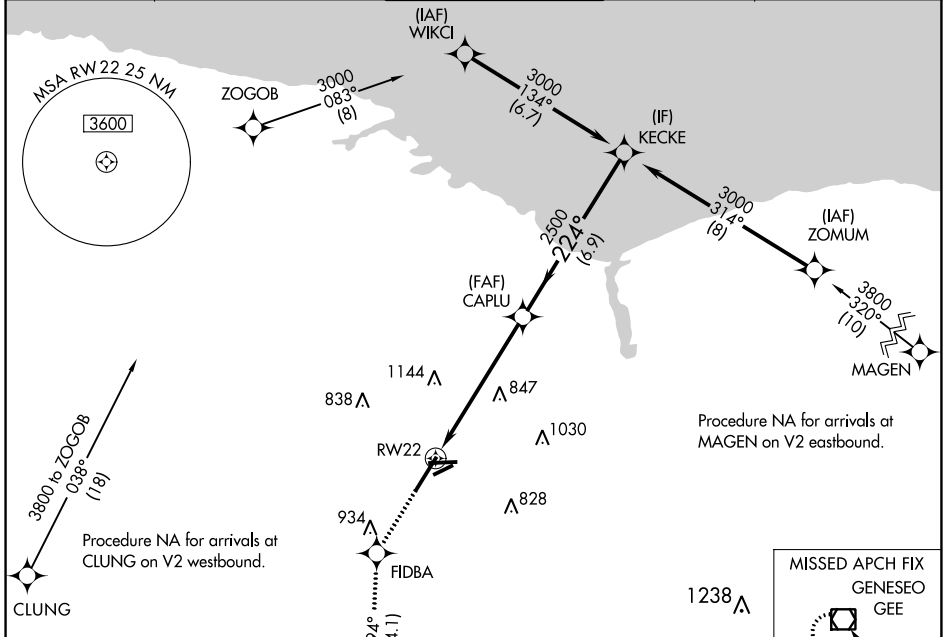 (IAF)
WIKCI
MSA RW22 25 NM
3600
ZOGOB
3000
083°
(8)
3000
134°
(6.7)
(IF)
KECKE
3000
314°
(8)
(IAF)
ZOMUM
2500
224°
(6.9)
3800
320°
(10)
MAGEN
(FAF)
CAPLU
1144
838
847
1030
Procedure NA for arrivals at
MAGEN on V2 eastbound.
RW22
3800 to ZOGOB
038°
(18)
828
934
Procedure NA for arrivals at
CLUNG on V2 westbound.
FIDBA
CLUNG
MISSED APCH FIX
GENESEO
GEE
1238